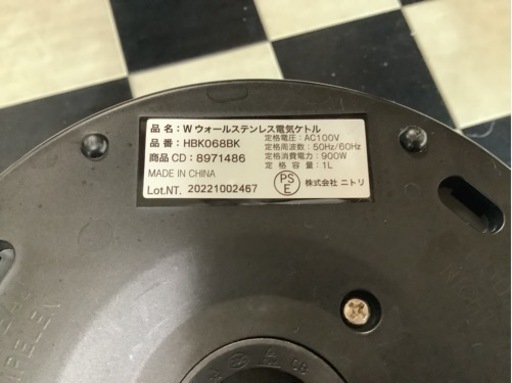 品名：Wウォールステンレス電気ケトル
品番：HBK068BK
商品CD：8971486
MADE IN CHINA
Lot.NT. 20221002467
定格電圧：AC100V
定格周波数：50Hz/60Hz
定格消費電力：900W
定格容量：1L
PS
E
株式会社 ニトリ
CB